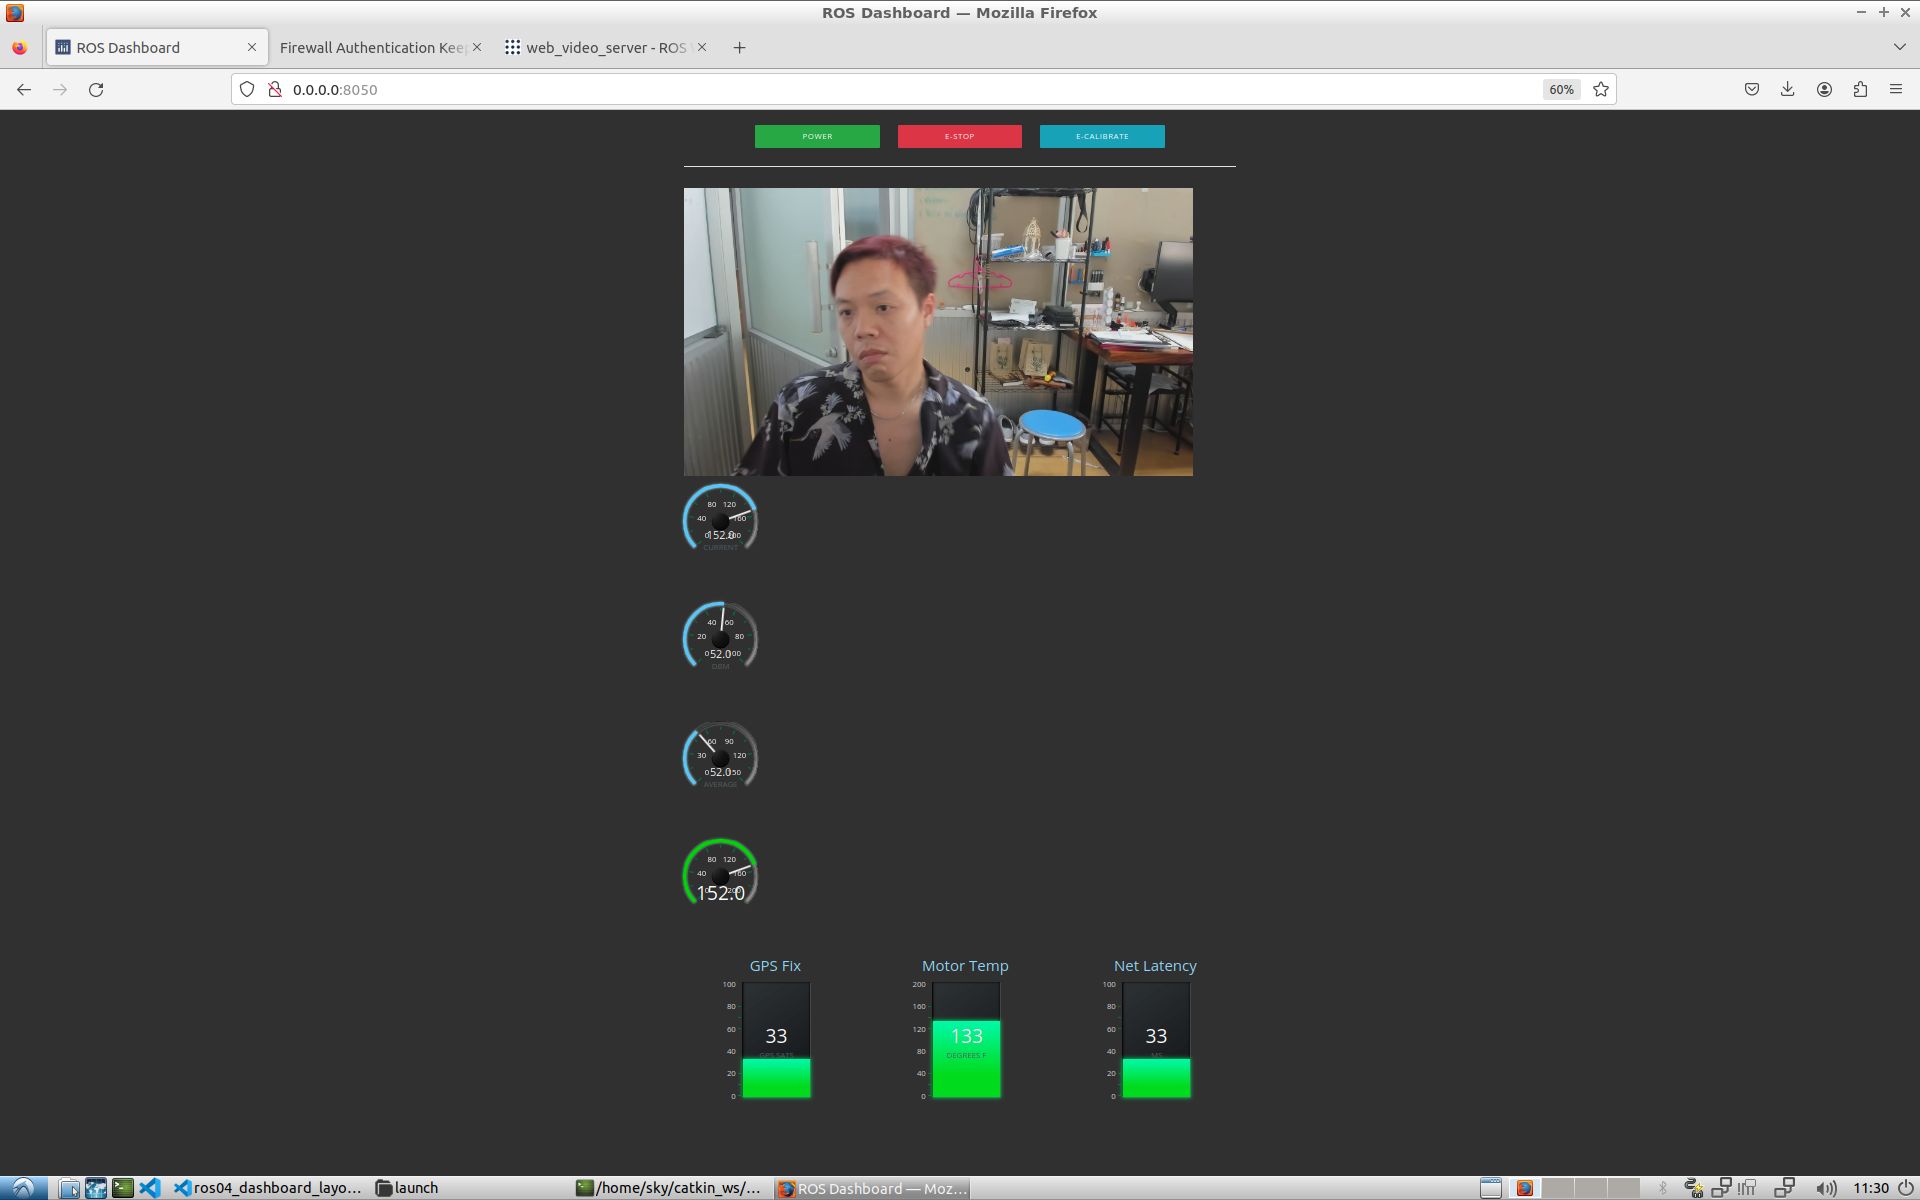 ROS Dashboard — Mozilla Firefox
ROS Dashboard
Firewall Authentication Kee
web_video_server - ROS
0.0.0.0:8050
60%
POWER
E-STOP
E-CALIBRATE
80 120
40 160
152.0
CURRENT
40 60
20 80
0 52.0 100
DBM
60 90
30 120
0 52.0 150
AVERAGE
80 120
40 160
152.0
GPS Fix
100
80
60
40
20
0
33
GPS SATS
Motor Temp
200
160
120
80
40
0
133
DEGREES F
Net Latency
100
80
60
40
20
0
33
MS
ros04_dashboard_layo...
launch
/home/sky/catkin_ws/...
ROS Dashboard — Moz...
11:30